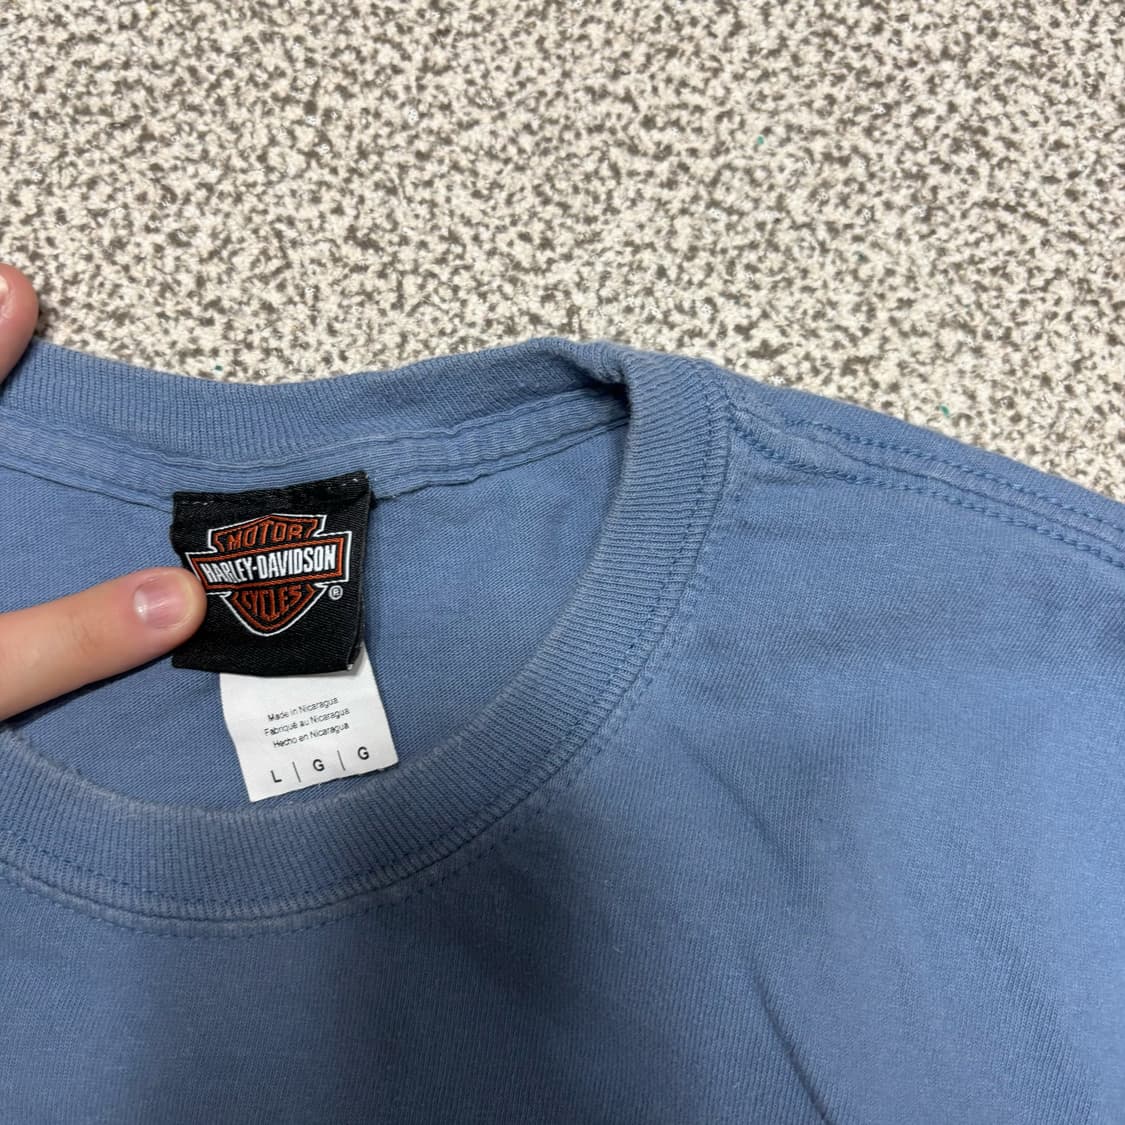 MOTOR
HARLEY-DAVIDSON
CYCLES ®
Made in Nicaragua
Fabriqué au Nicaragua
Hecho en Nicaragua
L | G | G